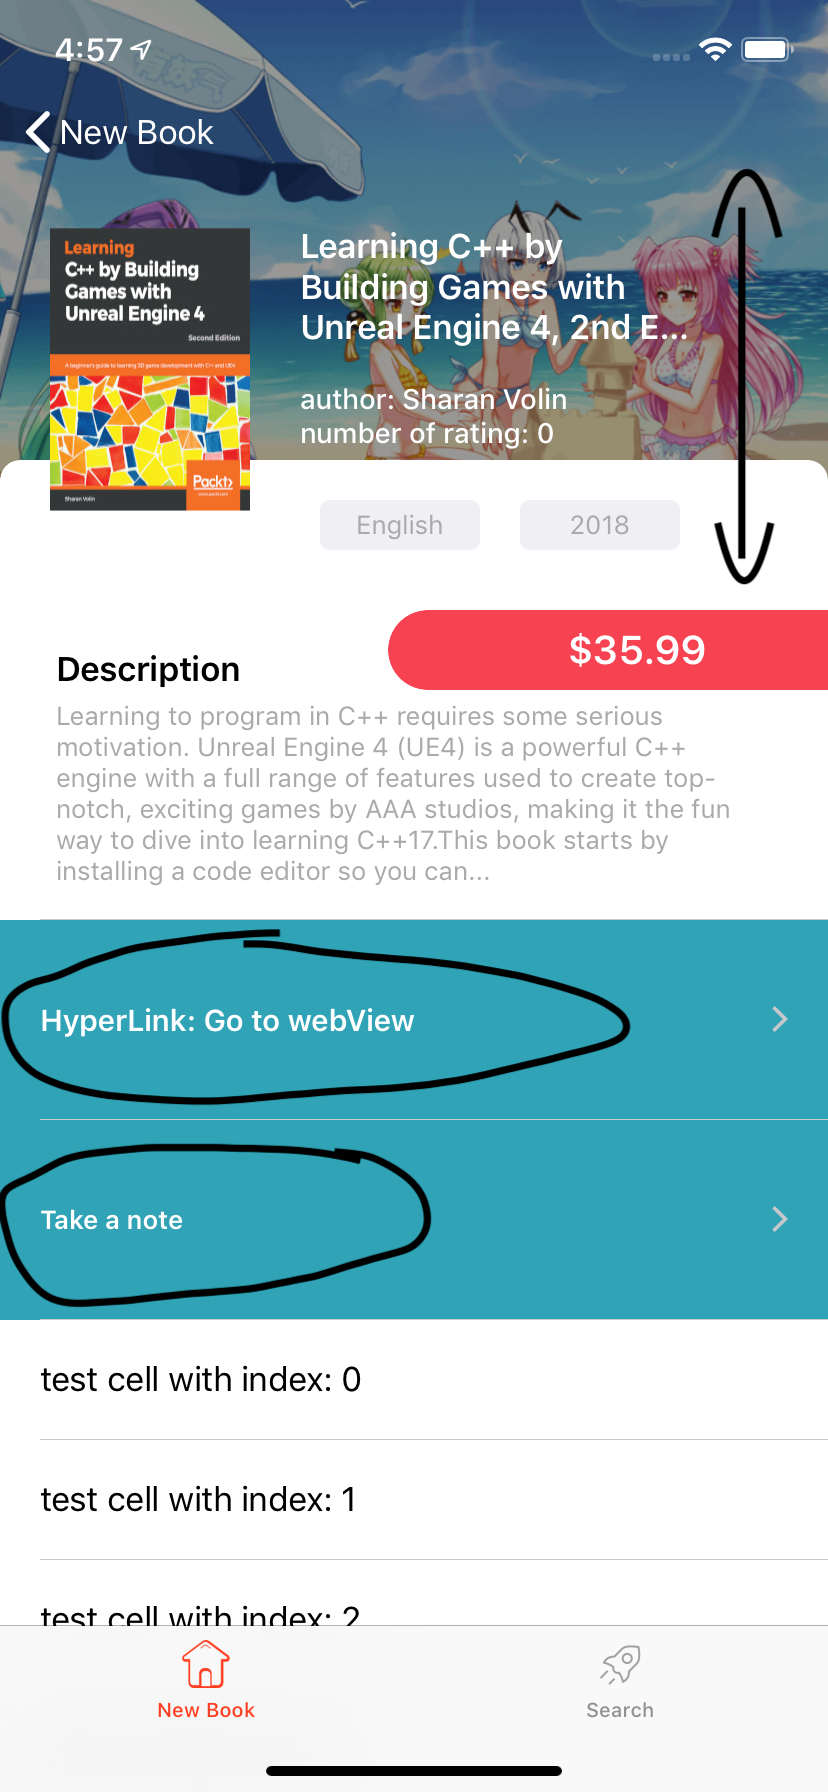 4:57
有妖气
New Book
Learning
C++ by Building
Games with
Unreal Engine 4
Second Edition
A beginner's guide to learning 3D game development with C++ and UE4
Packt>
www.packt.com
Sharan Volin
Learning C++ by
Building Games with
Unreal Engine 4, 2nd E...
author: Sharan Volin
number of rating: 0
English
2018
$35.99
Description
Learning to program in C++ requires some serious
motivation. Unreal Engine 4 (UE4) is a powerful C++
engine with a full range of features used to create top-
notch, exciting games by AAA studios, making it the fun
way to dive into learning C++17.This book starts by
installing a code editor so you can...
HyperLink: Go to webView
Take a note
test cell with index: 0
test cell with index: 1
test cell with index: 2
New Book
Search